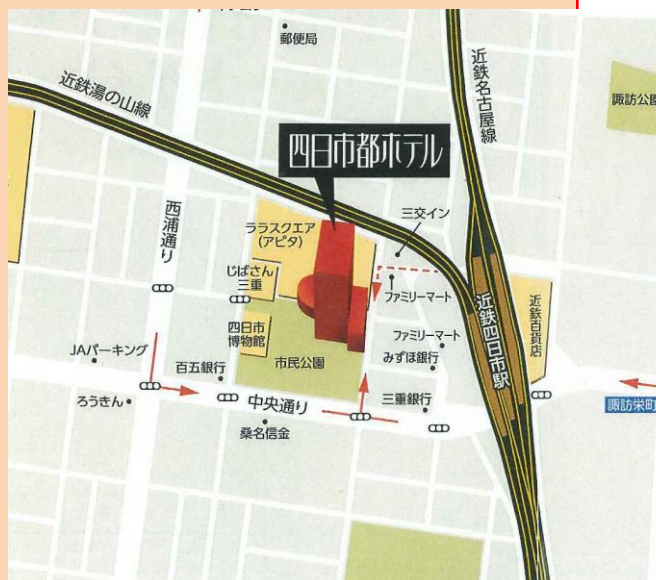 郵便局
近鉄湯の山線
近鉄名古屋線
諏訪公園
四日市都ホテル
西浦通り
ララスクエア
(アピタ)
三交イン
じばさん
三重
ファミリーマート
近鉄百貨店
近鉄四日市駅
四日市
博物館
ファミリーマート
JAパーキング
百五銀行
市民公園
みずほ銀行
ろうきん
中央通り
三重銀行
諏訪栄町
桑名信金